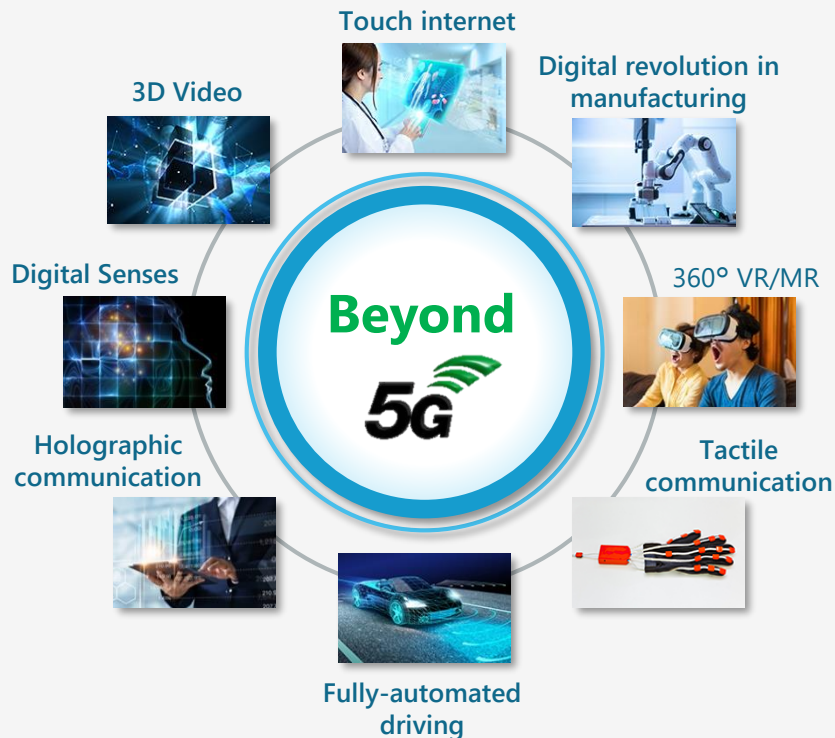 Touch internet
Digital revolution in
manufacturing
3D Video
Digital Senses
360° VR/MR
Beyond
5G
Holographic
communication
Tactile
communication
Fully-automated
driving